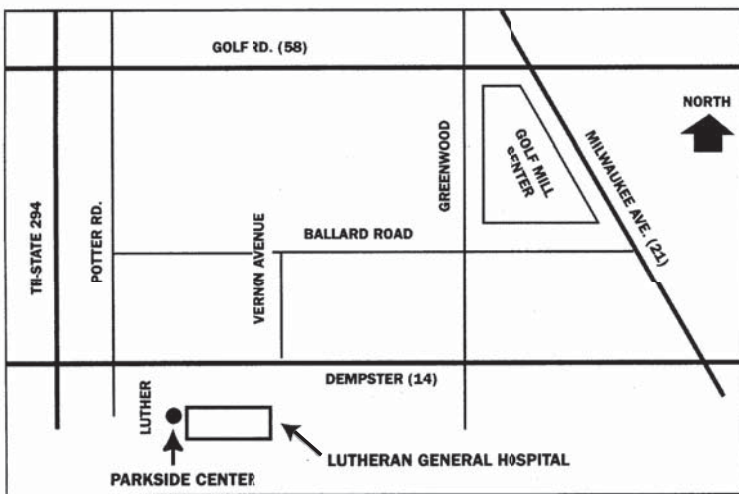 GOLF RD. (58)
NORTH
TRI-STATE 294
POTTER RD.
VERNON AVENUE
BALLARD ROAD
GREENWOOD
GOLF MILL
CENTER
MILWAUKEE AVE. (21)
DEMPSTER (14)
LUTHER
PARKSIDE CENTER
LUTHERAN GENERAL HOSPITAL